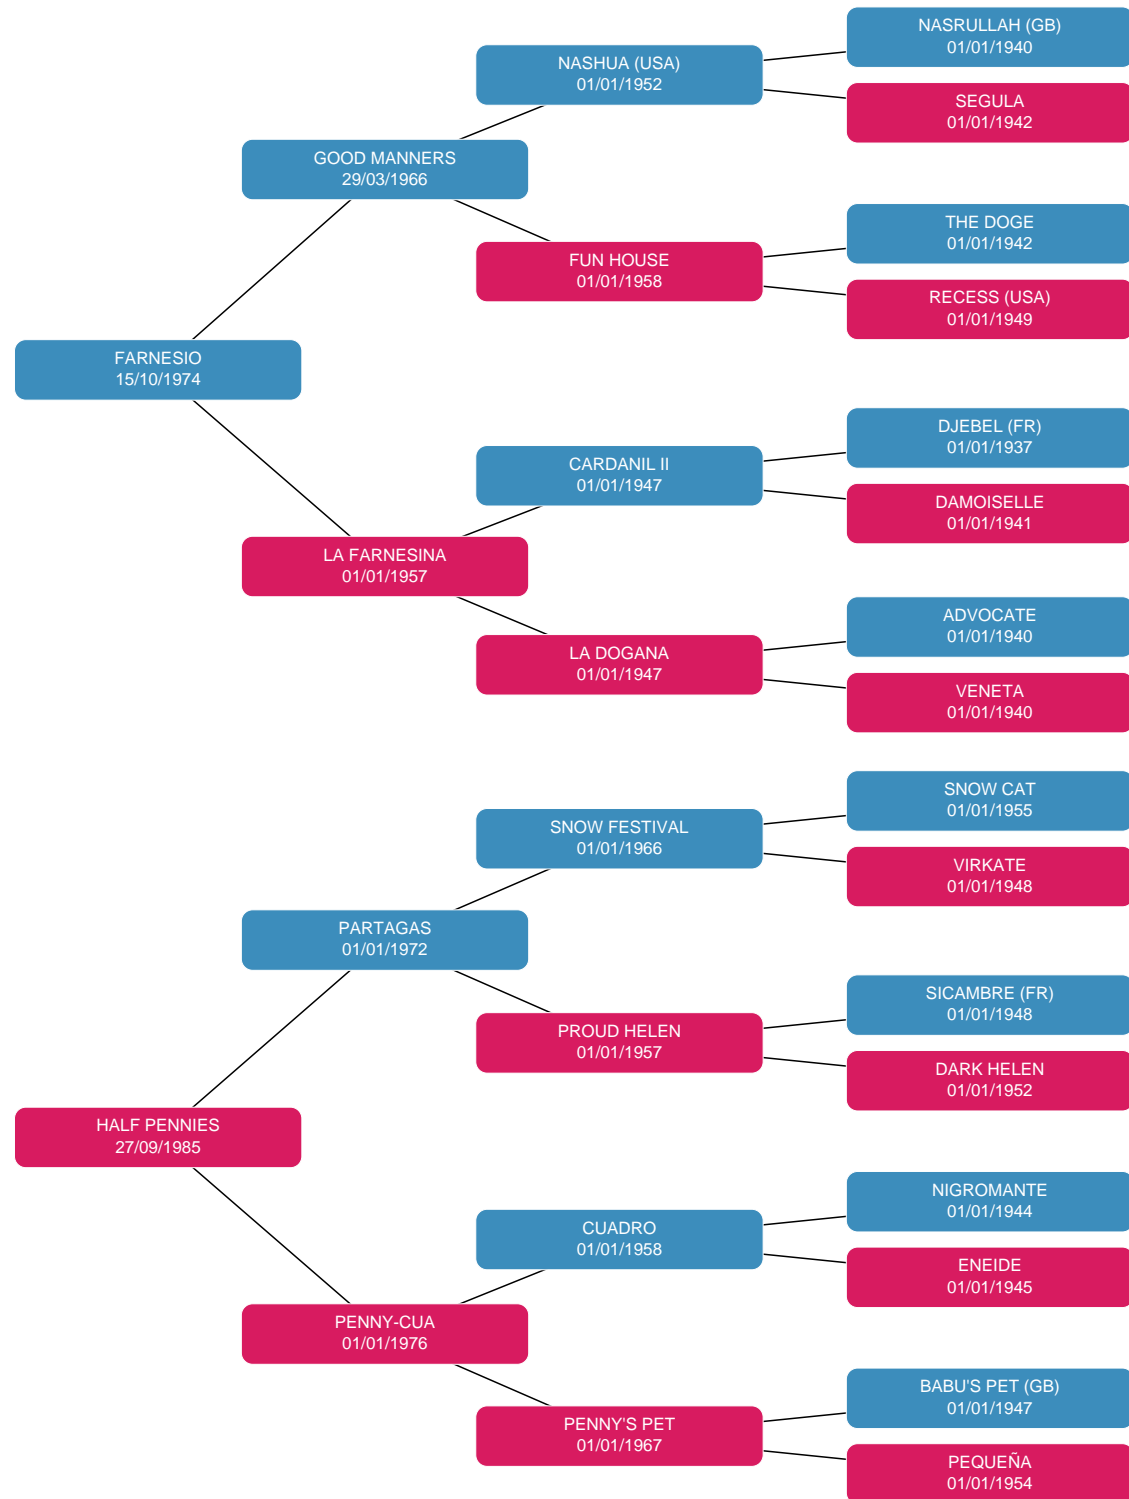 NASRULLAH (GB)
01/01/1940
NASHUA (USA)
01/01/1952
SEGULA
01/01/1942
GOOD MANNERS
29/03/1966
THE DOGE
01/01/1942
FUN HOUSE
01/01/1958
RECESS (USA)
01/01/1949
FARNESIO
15/10/1974
DJEBEL (FR)
01/01/1937
CARDANIL II
01/01/1947
DAMOISELLE
01/01/1941
LA FARNESINA
01/01/1957
ADVOCATE
01/01/1940
LA DOGANA
01/01/1947
VENETA
01/01/1940
SNOW CAT
01/01/1955
SNOW FESTIVAL
01/01/1966
VIRKATE
01/01/1948
PARTAGAS
01/01/1972
SICAMBRE (FR)
01/01/1948
PROUD HELEN
01/01/1957
DARK HELEN
01/01/1952
HALF PENNIES
27/09/1985
NIGROMANTE
01/01/1944
CUADRO
01/01/1958
ENEIDE
01/01/1945
PENNY-CUA
01/01/1976
BABU'S PET (GB)
01/01/1947
PENNY'S PET
01/01/1967
PEQUEÑA
01/01/1954